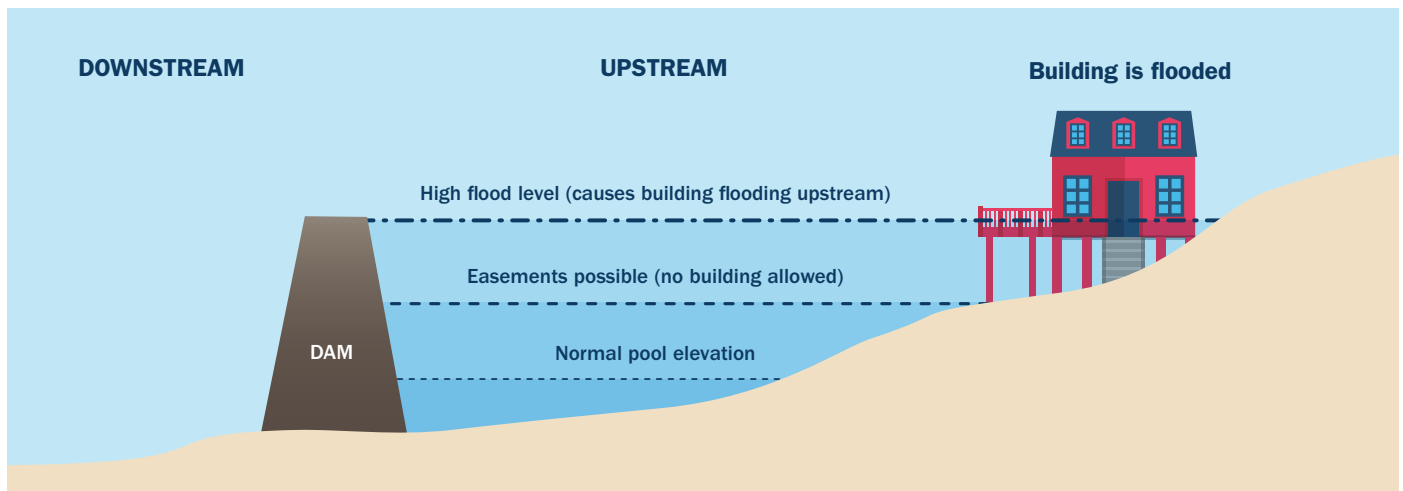 DOWNSTREAM
UPSTREAM
Building is flooded
High flood level (causes building flooding upstream)
Easements possible (no building allowed)
DAM
Normal pool elevation